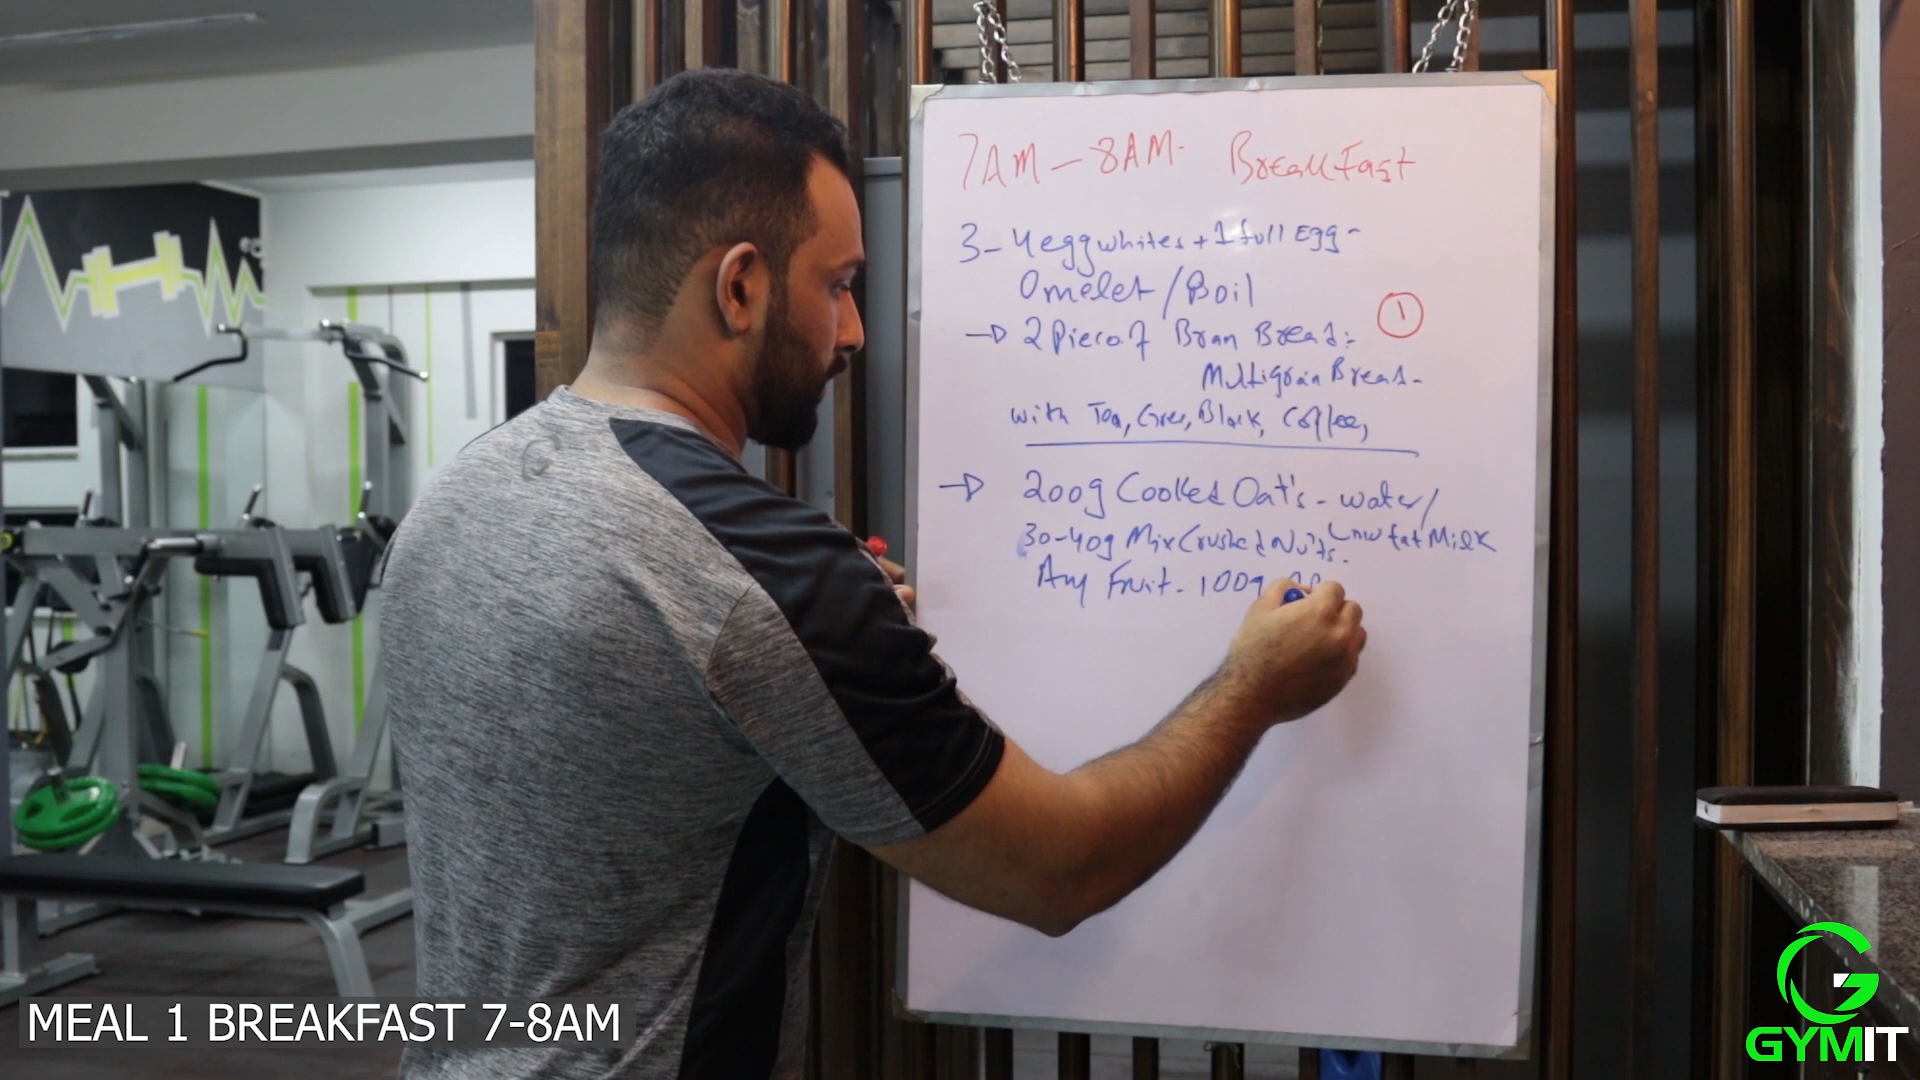 7AM - 8AM. Breakfast
3-4 egg whites + 1 full Egg -
Omelet / Boil
1
→ 2 Piece of Bran Bread:
Multigrain Bread -
with Tea, Gree, Black, Coffee,
→ 200g Cooked Oat's - water/
30-40g Mix Crushed Nuts. Low fat Milk
Any Fruit - 100g
MEAL 1 BREAKFAST 7-8AM
G
GYMIT